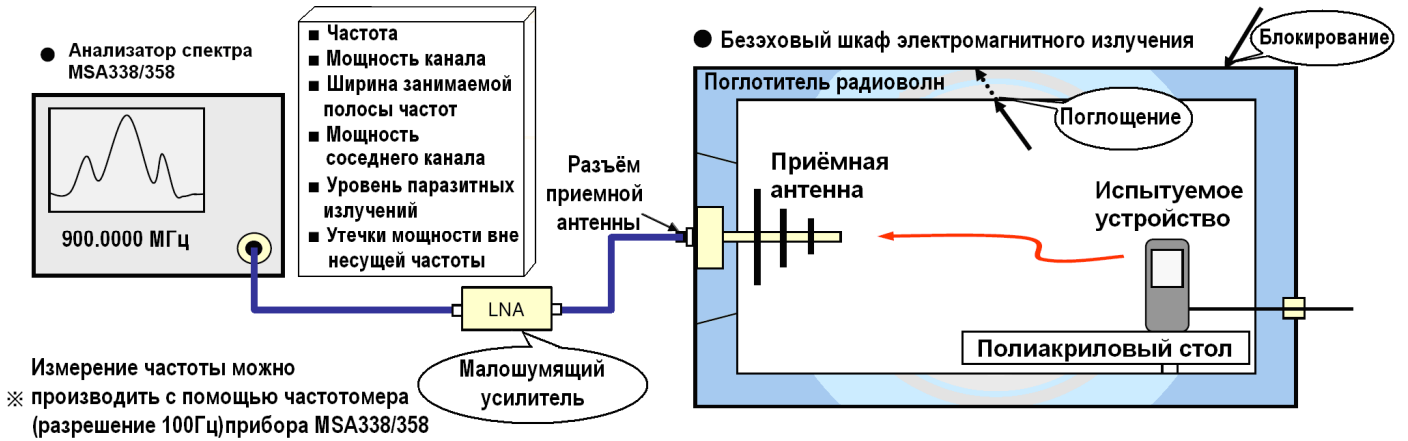 ● Анализатор спектра
MSA338/358
900.0000 МГц
■ Частота
■ Мощность канала
■ Ширина занимаемой
полосы частот
■ Мощность
соседнего канала
■ Уровень паразитных
излучений
■ Утечки мощности вне
несущей частоты
LNA
Малошумящий
усилитель
Разъём
приемной
антенны
● Безэховый шкаф электромагнитного излучения
Блокирование
Поглотитель радиоволн
Поглощение
Приёмная
антенна
Испытуемое
устройство
Полиакриловый стол
Измерение частоты можно
※ производить с помощью частотомера
(разрешение 100Гц)прибора MSA338/358